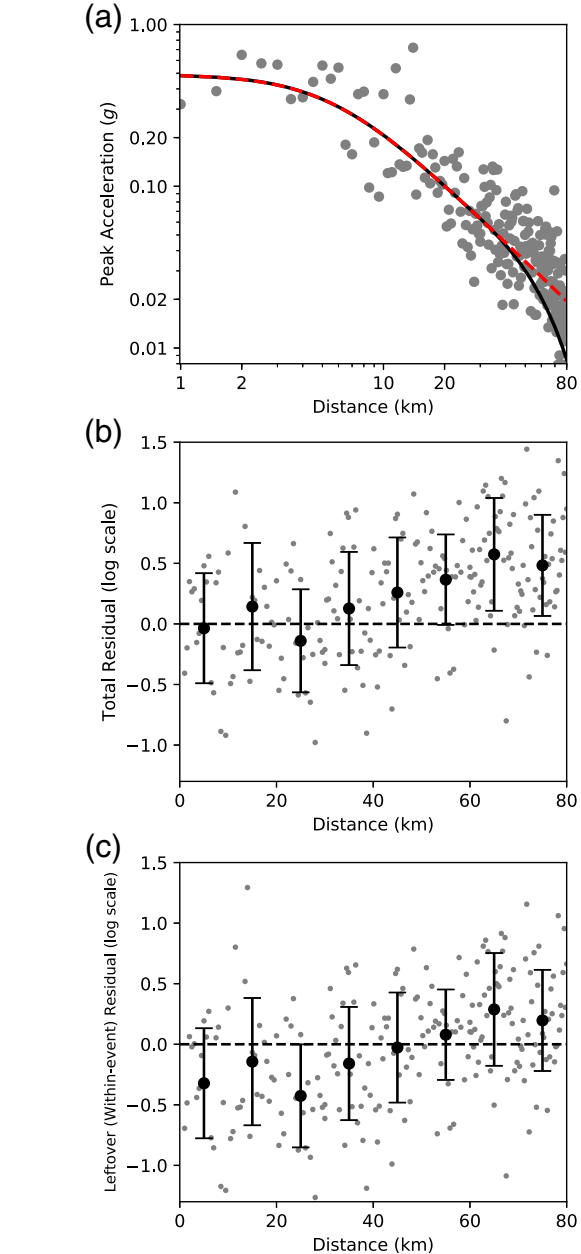 (a)
1.00
0.20
0.10
0.02
0.01
Peak Acceleration (g)
1 2 10 20 80
Distance (km)
(b)
1.5
1.0
0.5
0.0
−0.5
−1.0
Total Residual (log scale)
0 20 40 60 80
Distance (km)
(c)
1.5
1.0
0.5
0.0
−0.5
−1.0
Leftover (Within-event) Residual (log scale)
0 20 40 60 80
Distance (km)